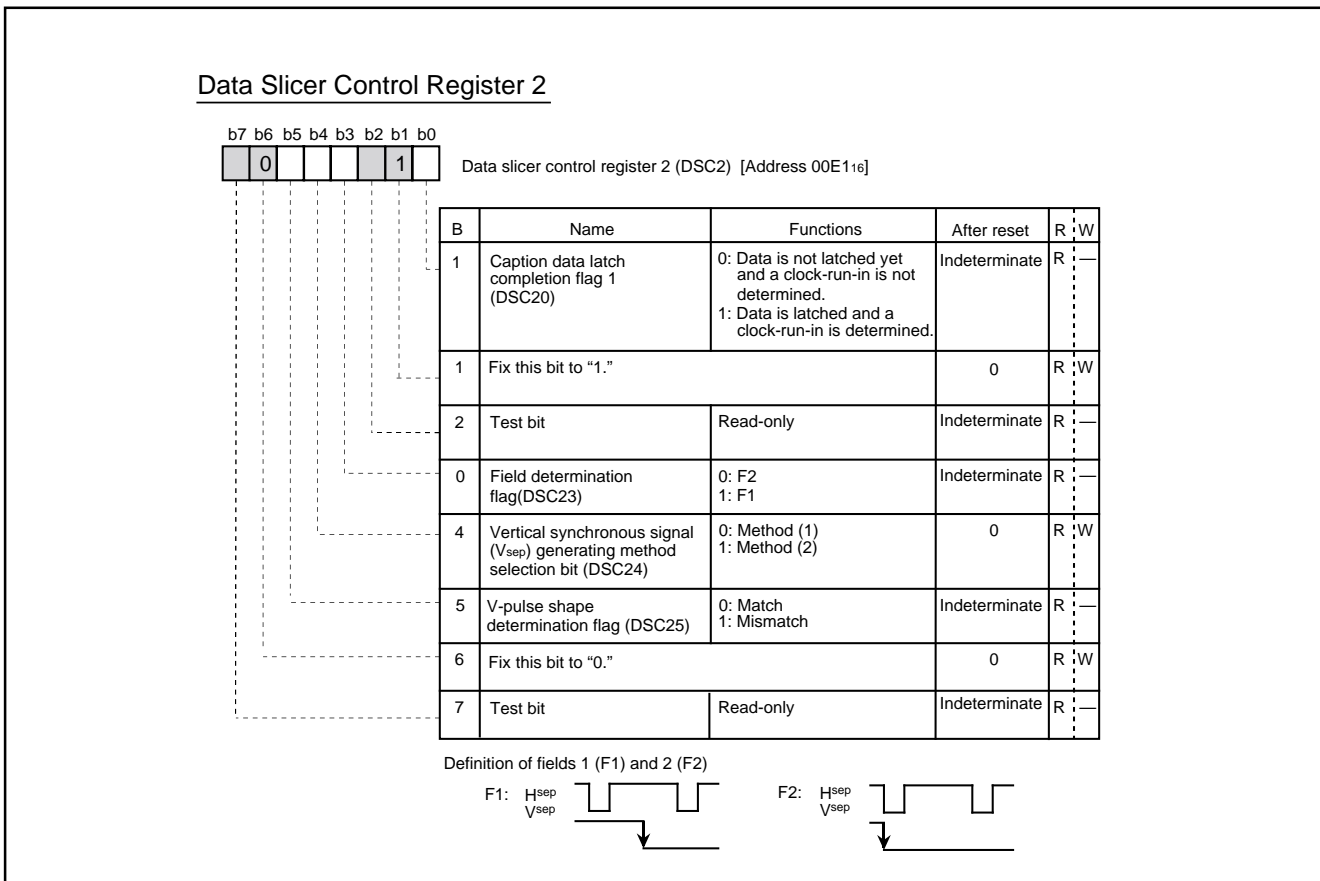 Data Slicer Control Register 2
b7 b6 b5 b4 b3 b2 b1 b0
0 1
Data slicer control register 2 (DSC2) [Address 00E116]
B Name Functions After reset R W
1 Caption data latch completion flag 1 (DSC20) 0: Data is not latched yet and a clock-run-in is not determined. 1: Data is latched and a clock-run-in is determined. Indeterminate R —
1 Fix this bit to “1.” 0 R W
2 Test bit Read-only Indeterminate R —
0 Field determination flag(DSC23) 0: F2 1: F1 Indeterminate R —
4 Vertical synchronous signal (Vsep) generating method selection bit (DSC24) 0: Method (1) 1: Method (2) 0 R W
5 V-pulse shape determination flag (DSC25) 0: Match 1: Mismatch Indeterminate R —
6 Fix this bit to “0.” 0 R W
7 Test bit Read-only Indeterminate R —
Definition of fields 1 (F1) and 2 (F2)
F1: Hsep
Vsep
F2: Hsep
Vsep